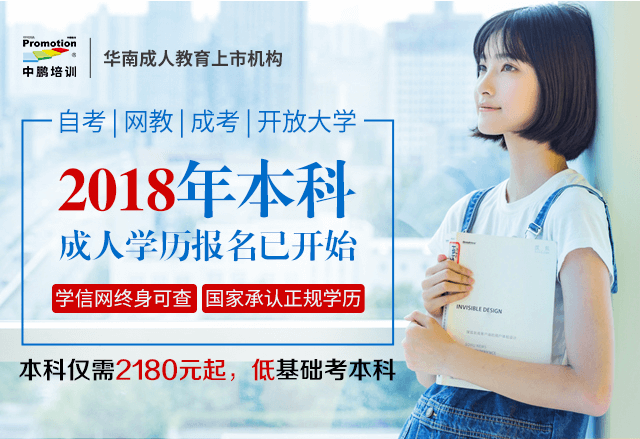 Promotion
中鹏培训
华南成人教育上市机构
自考|网教|成考|开放大学
2018年本科
成人学历报名已开始
学信网终身可查 国家承认正规学历
INVISIBLE DESIGN
本科仅需2180元起，低基础考本科